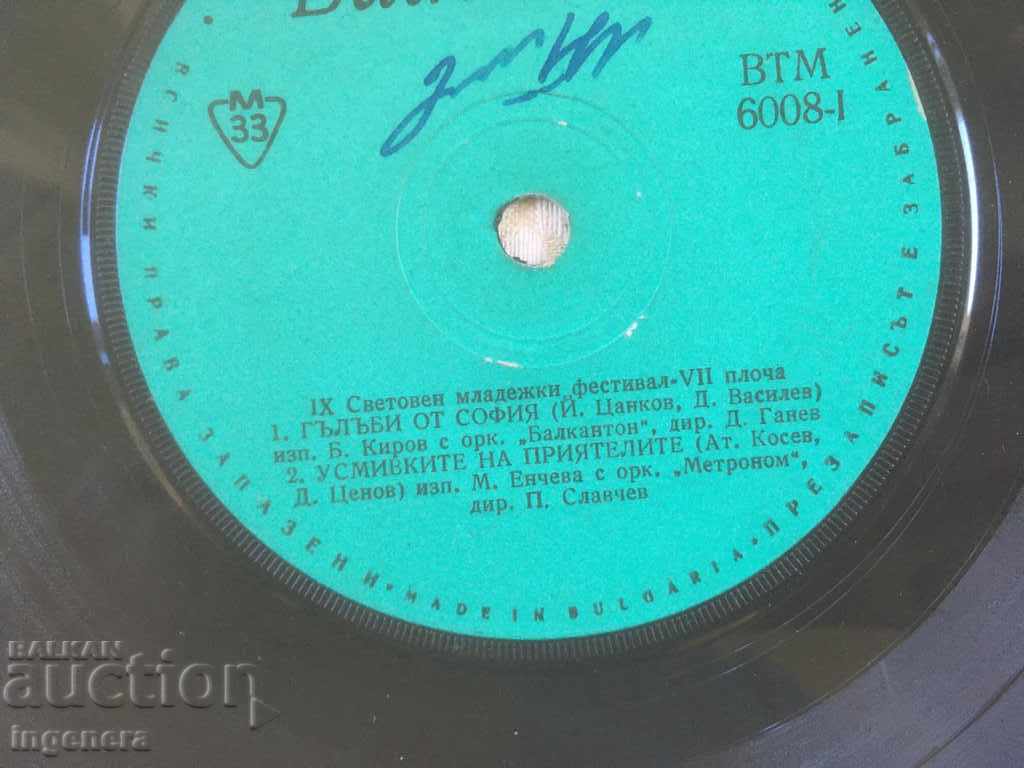 М
33
ВТМ
6008-I
IX Световен младежки фестивал-VII плоча
1. ГЪЛЪБИ ОТ СОФИЯ (Й. Цанков, Д. Василев)
изп. Б. Киров с орк. „Балкантон", дир. Д. Ганев
2. УСМИВКИТЕ НА ПРИЯТЕЛИТЕ (Ат. Косев,
Д. Ценов) изп. М. Енчева с орк. „Метроном",
дир. П. Славчев
ВСИЧКИ ПРАВА ЗАПАЗЕНИ • MADE IN BULGARIA • ПРЕЗАПИСЪТ Е ЗАБРАНЕН
BALKAN
auction
ingenera